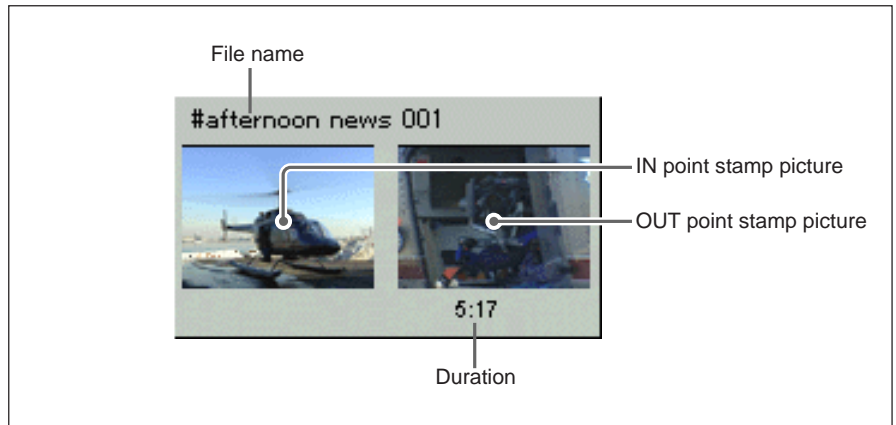 File name
#afternoon news 001
IN point stamp picture
OUT point stamp picture
5:17
Duration